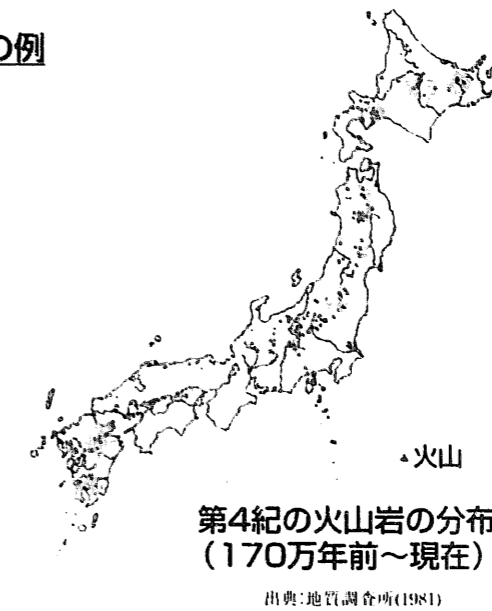 の例
火山
第4紀の火山岩の分布
（170万年前〜現在）
出典：地質調査所(1981)